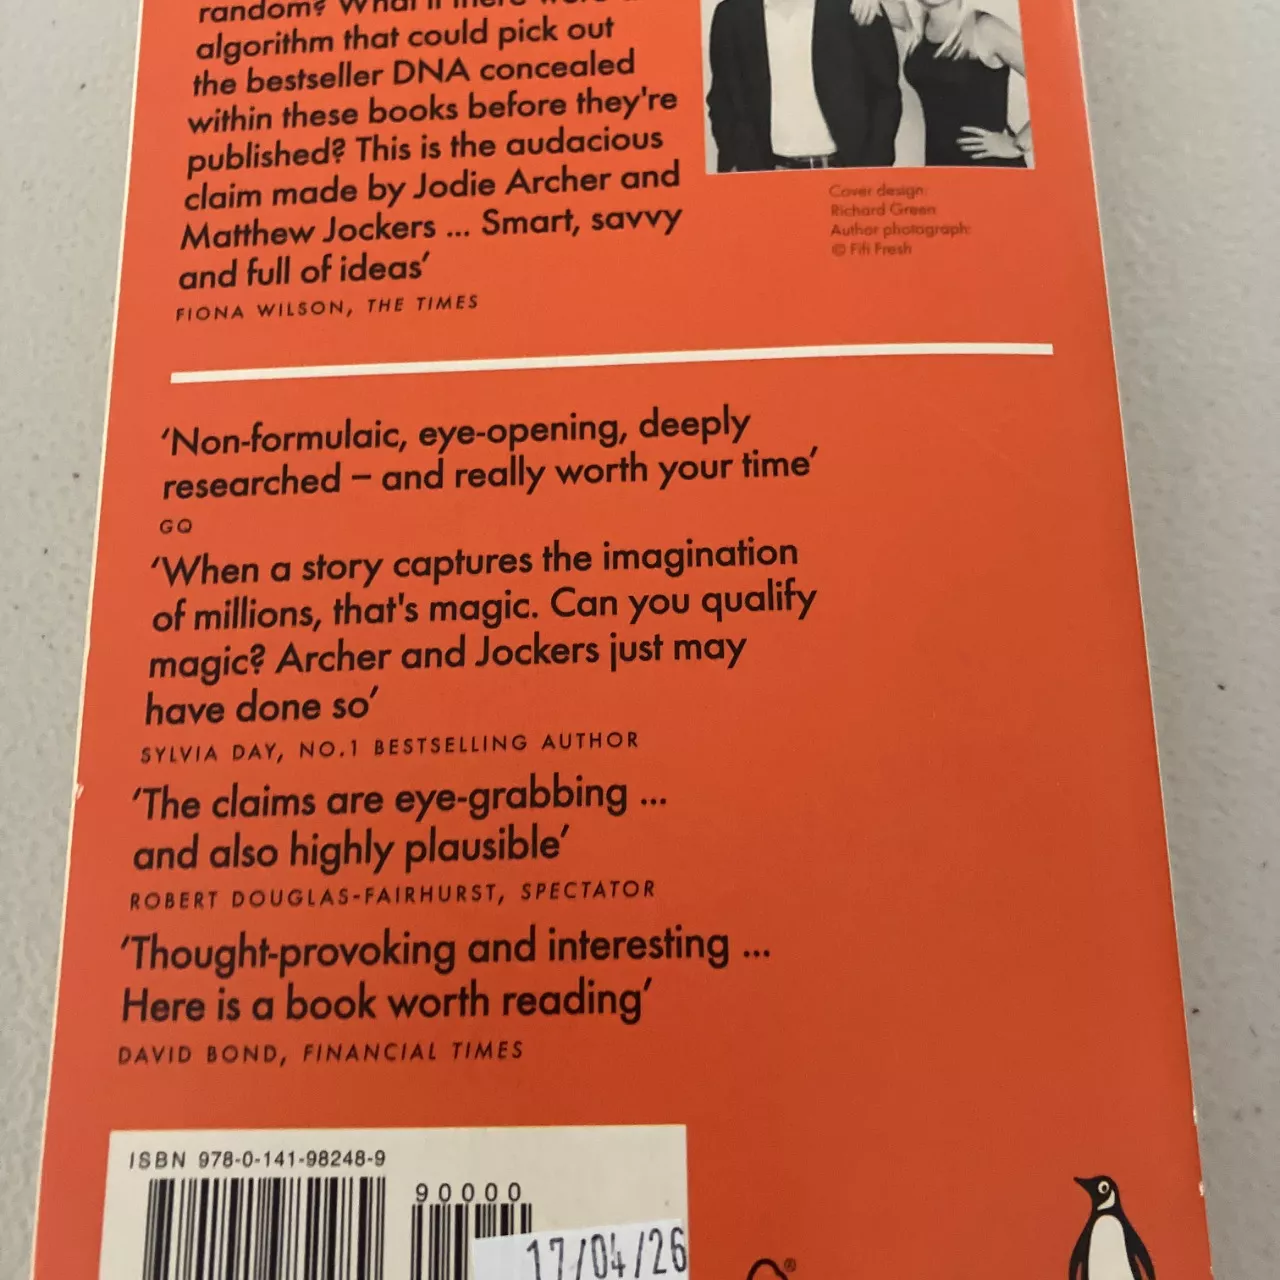 random? What if there were a
algorithm that could pick out
the bestseller DNA concealed
within these books before they're
published? This is the audacious
claim made by Jodie Archer and
Matthew Jockers ... Smart, savvy
and full of ideas'
FIONA WILSON, THE TIMES
Cover design:
Richard Green
Author photograph:
© Fifi Fresh
'Non-formulaic, eye-opening, deeply
researched – and really worth your time'
GQ
'When a story captures the imagination
of millions, that's magic. Can you qualify
magic? Archer and Jockers just may
have done so'
SYLVIA DAY, NO.1 BESTSELLING AUTHOR
'The claims are eye-grabbing ...
and also highly plausible'
ROBERT DOUGLAS-FAIRHURST, SPECTATOR
'Thought-provoking and interesting ...
Here is a book worth reading'
DAVID BOND, FINANCIAL TIMES
ISBN 978-0-141-98248-9
90000
17/04/26
®